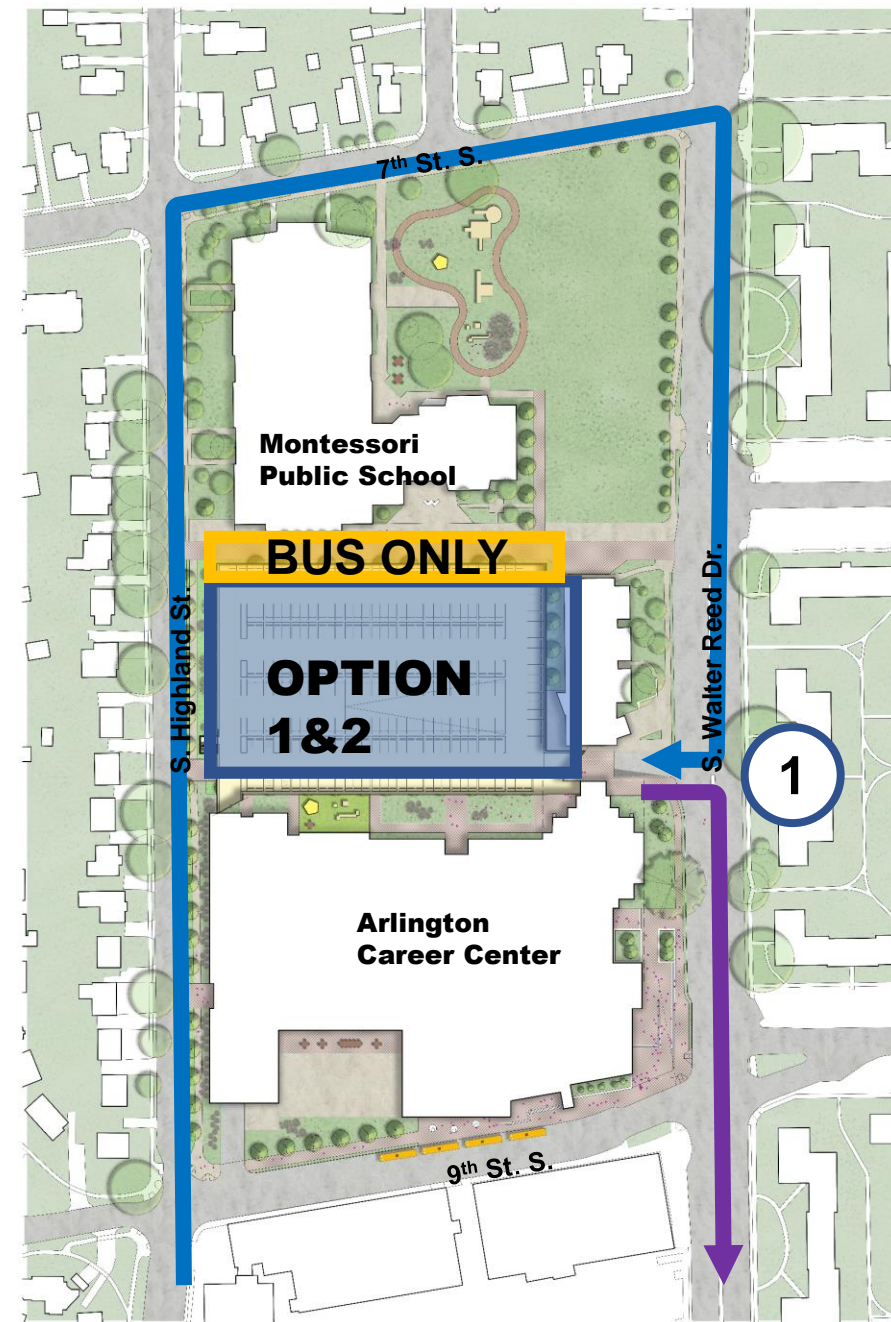 7th St. S.
Montessori
Public School
BUS ONLY
OPTION
1&2
S. Highland St.
S. Walter Reed Dr.
1
Arlington
Career Center
9th St. S.